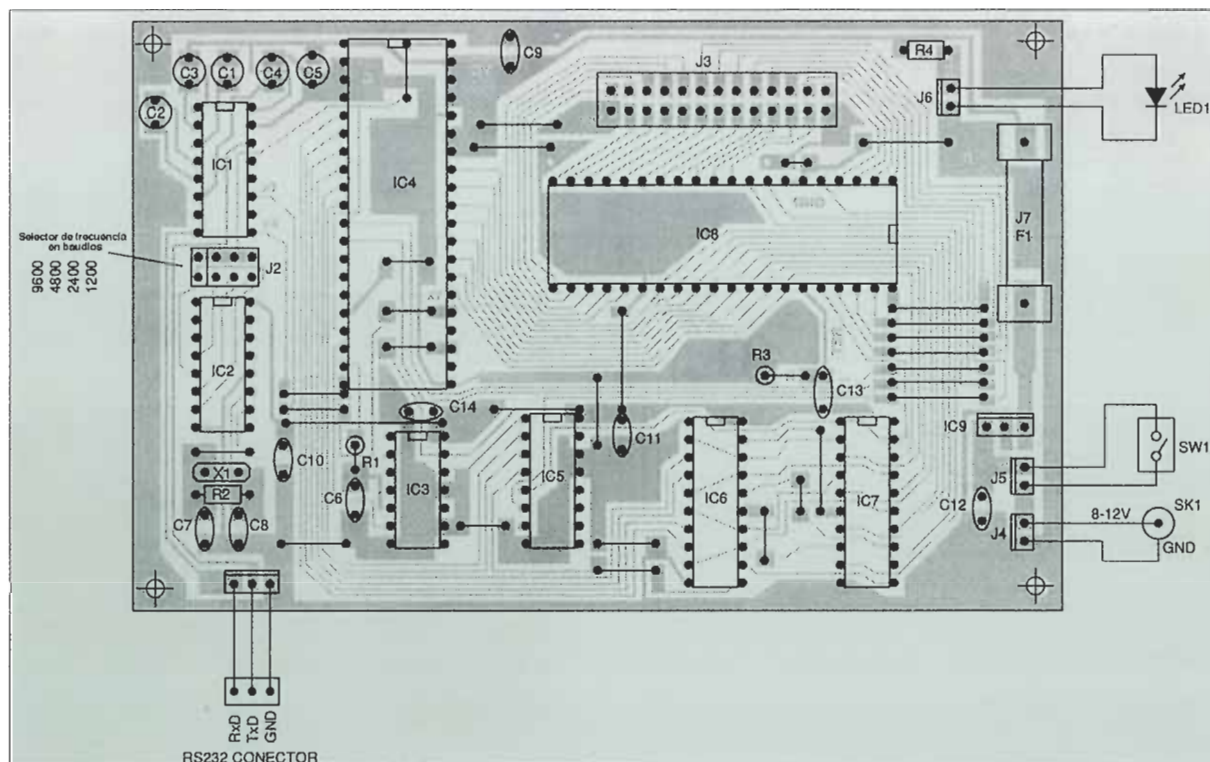 C9
R4
J3
C3
C1
C4
C5
J6
LED1
C2
IC1
IC4
J7
F1
IC8
Selector de frecuencia
en baudios
J2
9600
4800
2400
1200
IC2
R3
C13
C14
IC9
C11
SW1
C10
R1
X1
IC3
IC5
IC6
IC7
J5
R2
C6
C12
SK1
C7
C8
8-12V
J4
GND
RxD
TxD
GND
RS232 CONECTOR